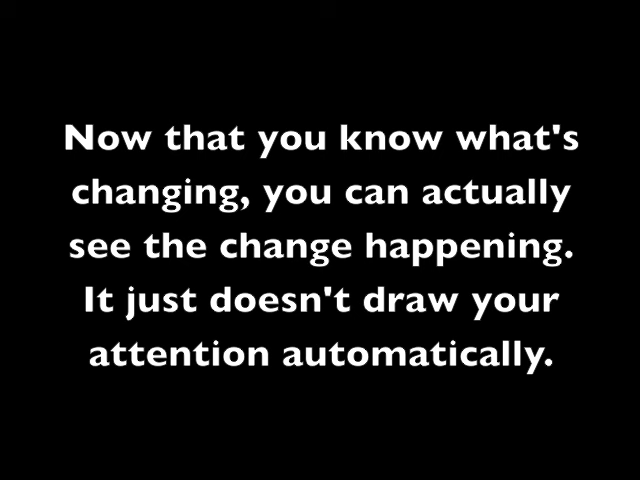 Now that you know what's
changing, you can actually
see the change happening.
It just doesn't draw your
attention automatically.